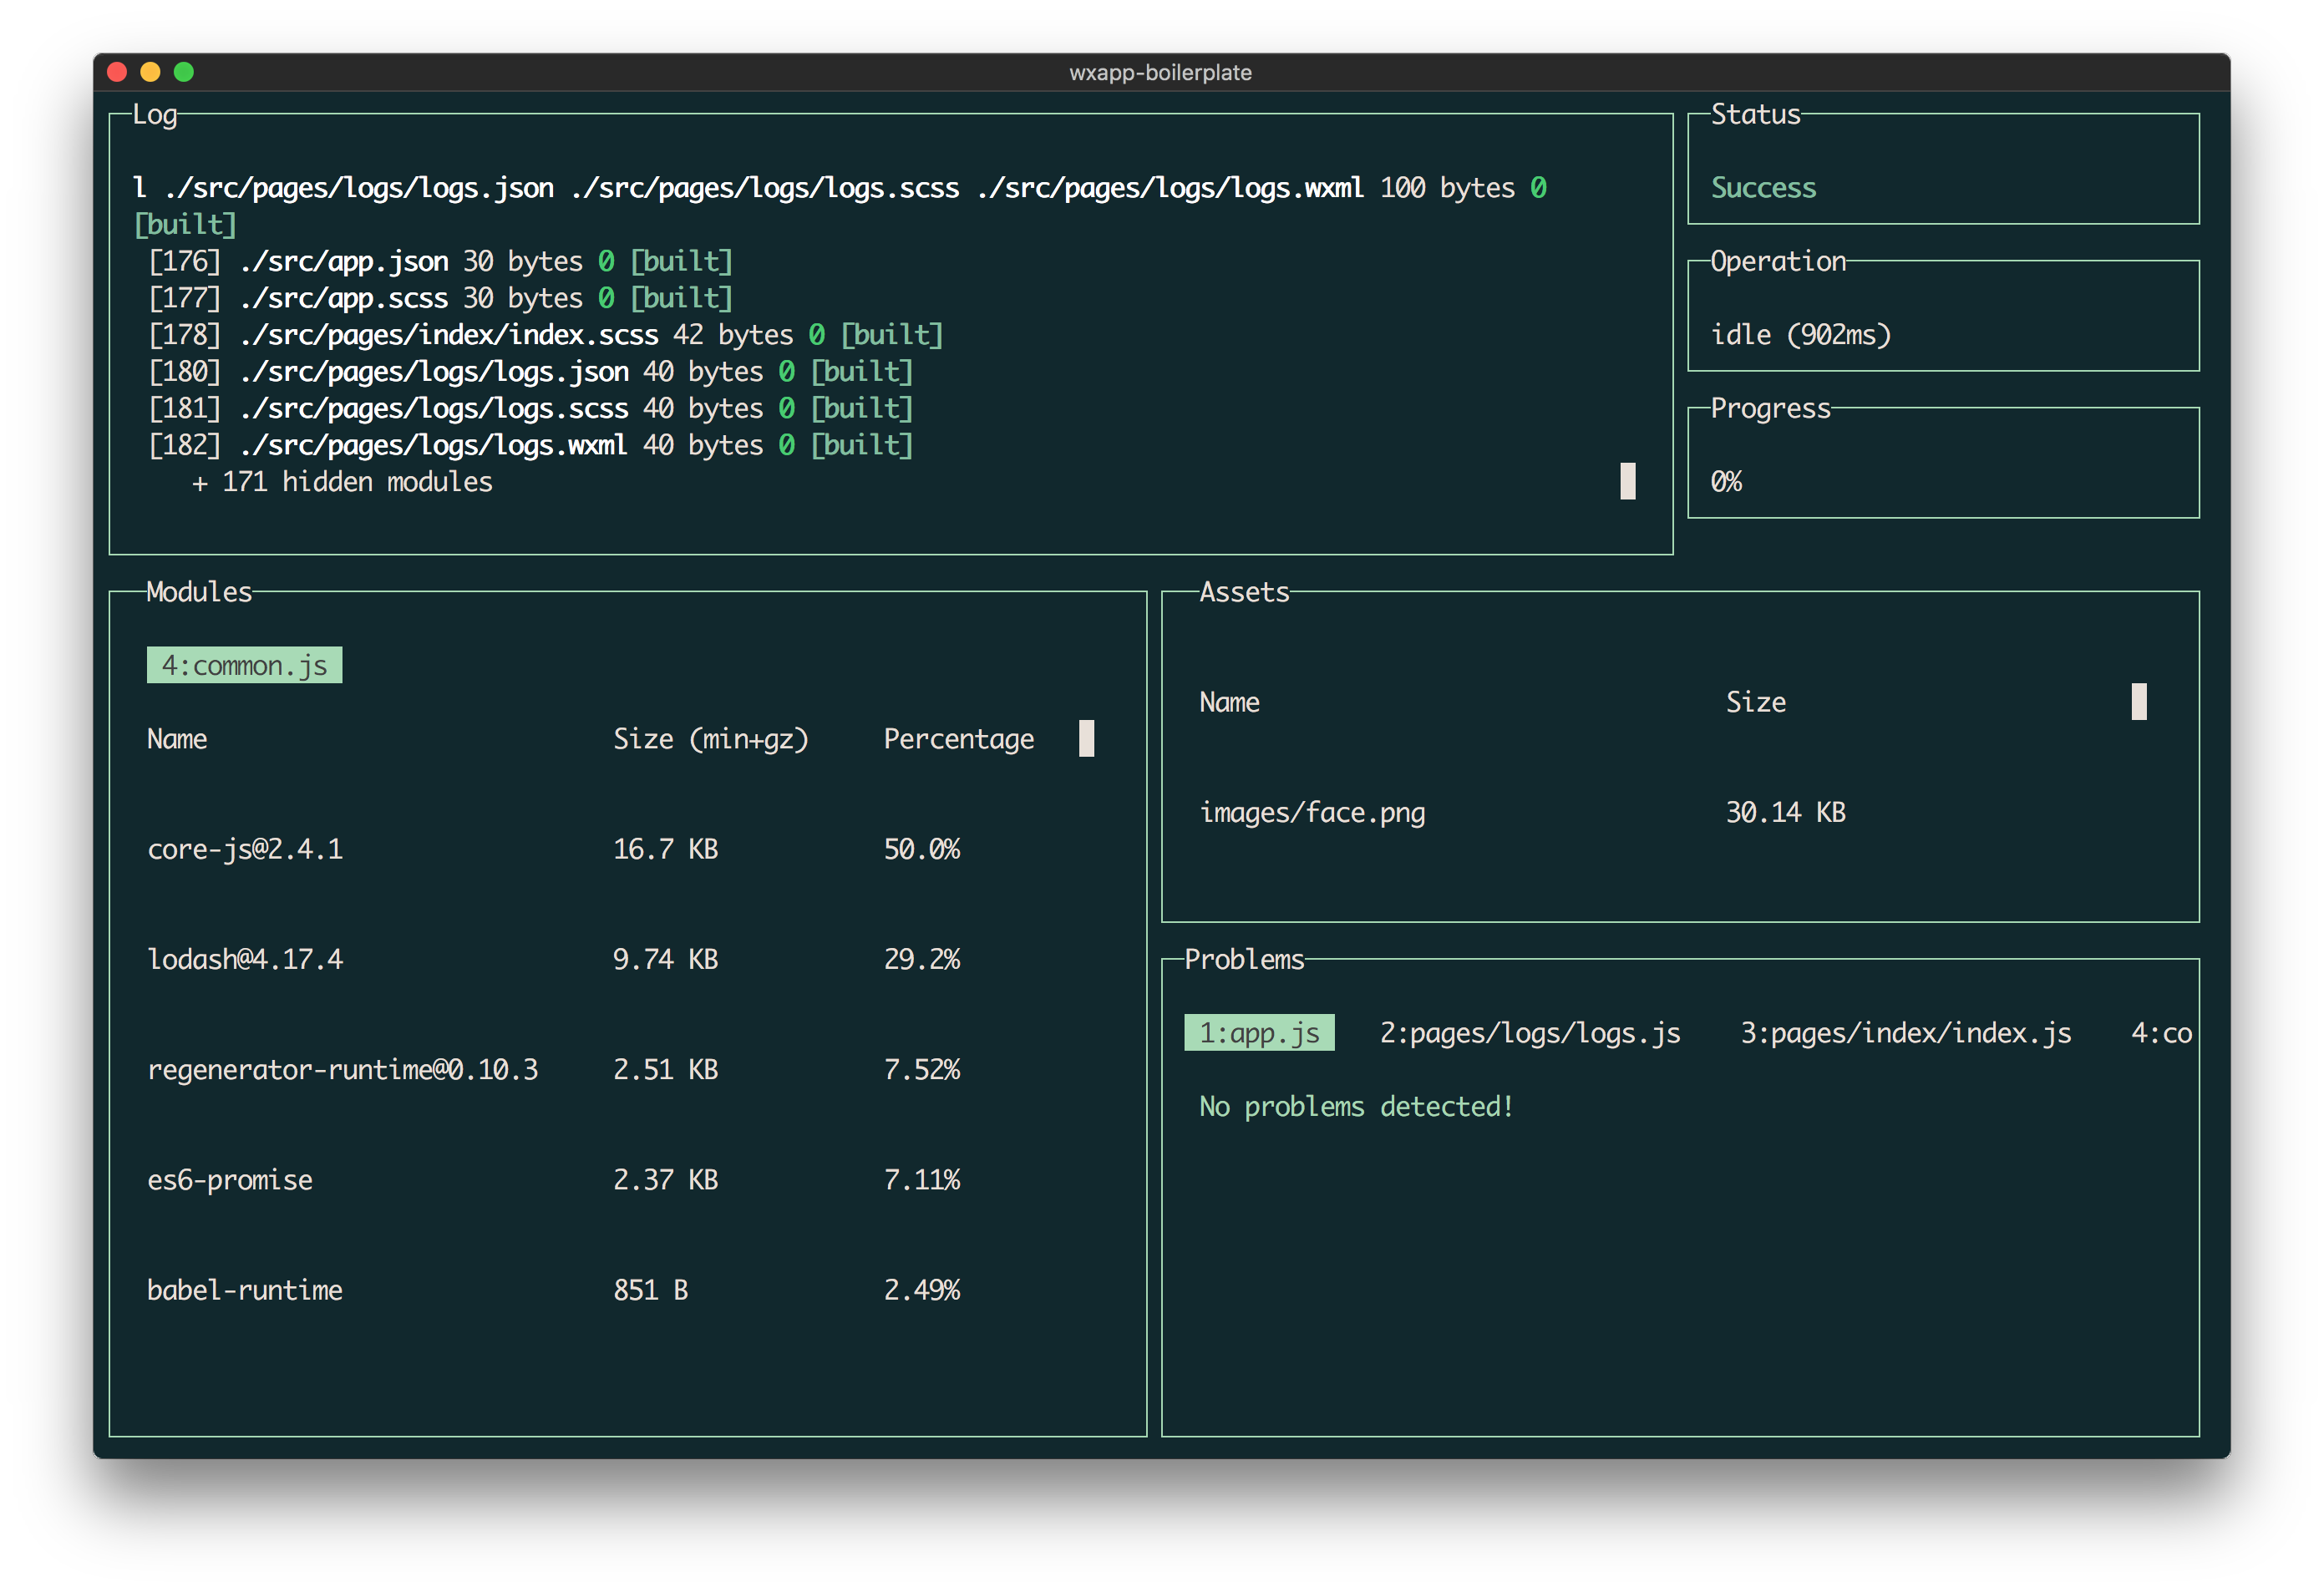 wxapp-boilerplate
Log
l ./src/pages/logs/logs.json ./src/pages/logs/logs.scss ./src/pages/logs/logs.wxml 100 bytes 0
[built]
[176] ./src/app.json 30 bytes 0 [built]
[177] ./src/app.scss 30 bytes 0 [built]
[178] ./src/pages/index/index.scss 42 bytes 0 [built]
[180] ./src/pages/logs/logs.json 40 bytes 0 [built]
[181] ./src/pages/logs/logs.scss 40 bytes 0 [built]
[182] ./src/pages/logs/logs.wxml 40 bytes 0 [built]
+ 171 hidden modules
Status
Success
Operation
idle (902ms)
Progress
0%
Modules
4:common.js
Name Size (min+gz) Percentage
core-js@2.4.1 16.7 KB 50.0%
lodash@4.17.4 9.74 KB 29.2%
regenerator-runtime@0.10.3 2.51 KB 7.52%
es6-promise 2.37 KB 7.11%
babel-runtime 851 B 2.49%
Assets
Name Size
images/face.png 30.14 KB
Problems
1:app.js 2:pages/logs/logs.js 3:pages/index/index.js 4:co
No problems detected!